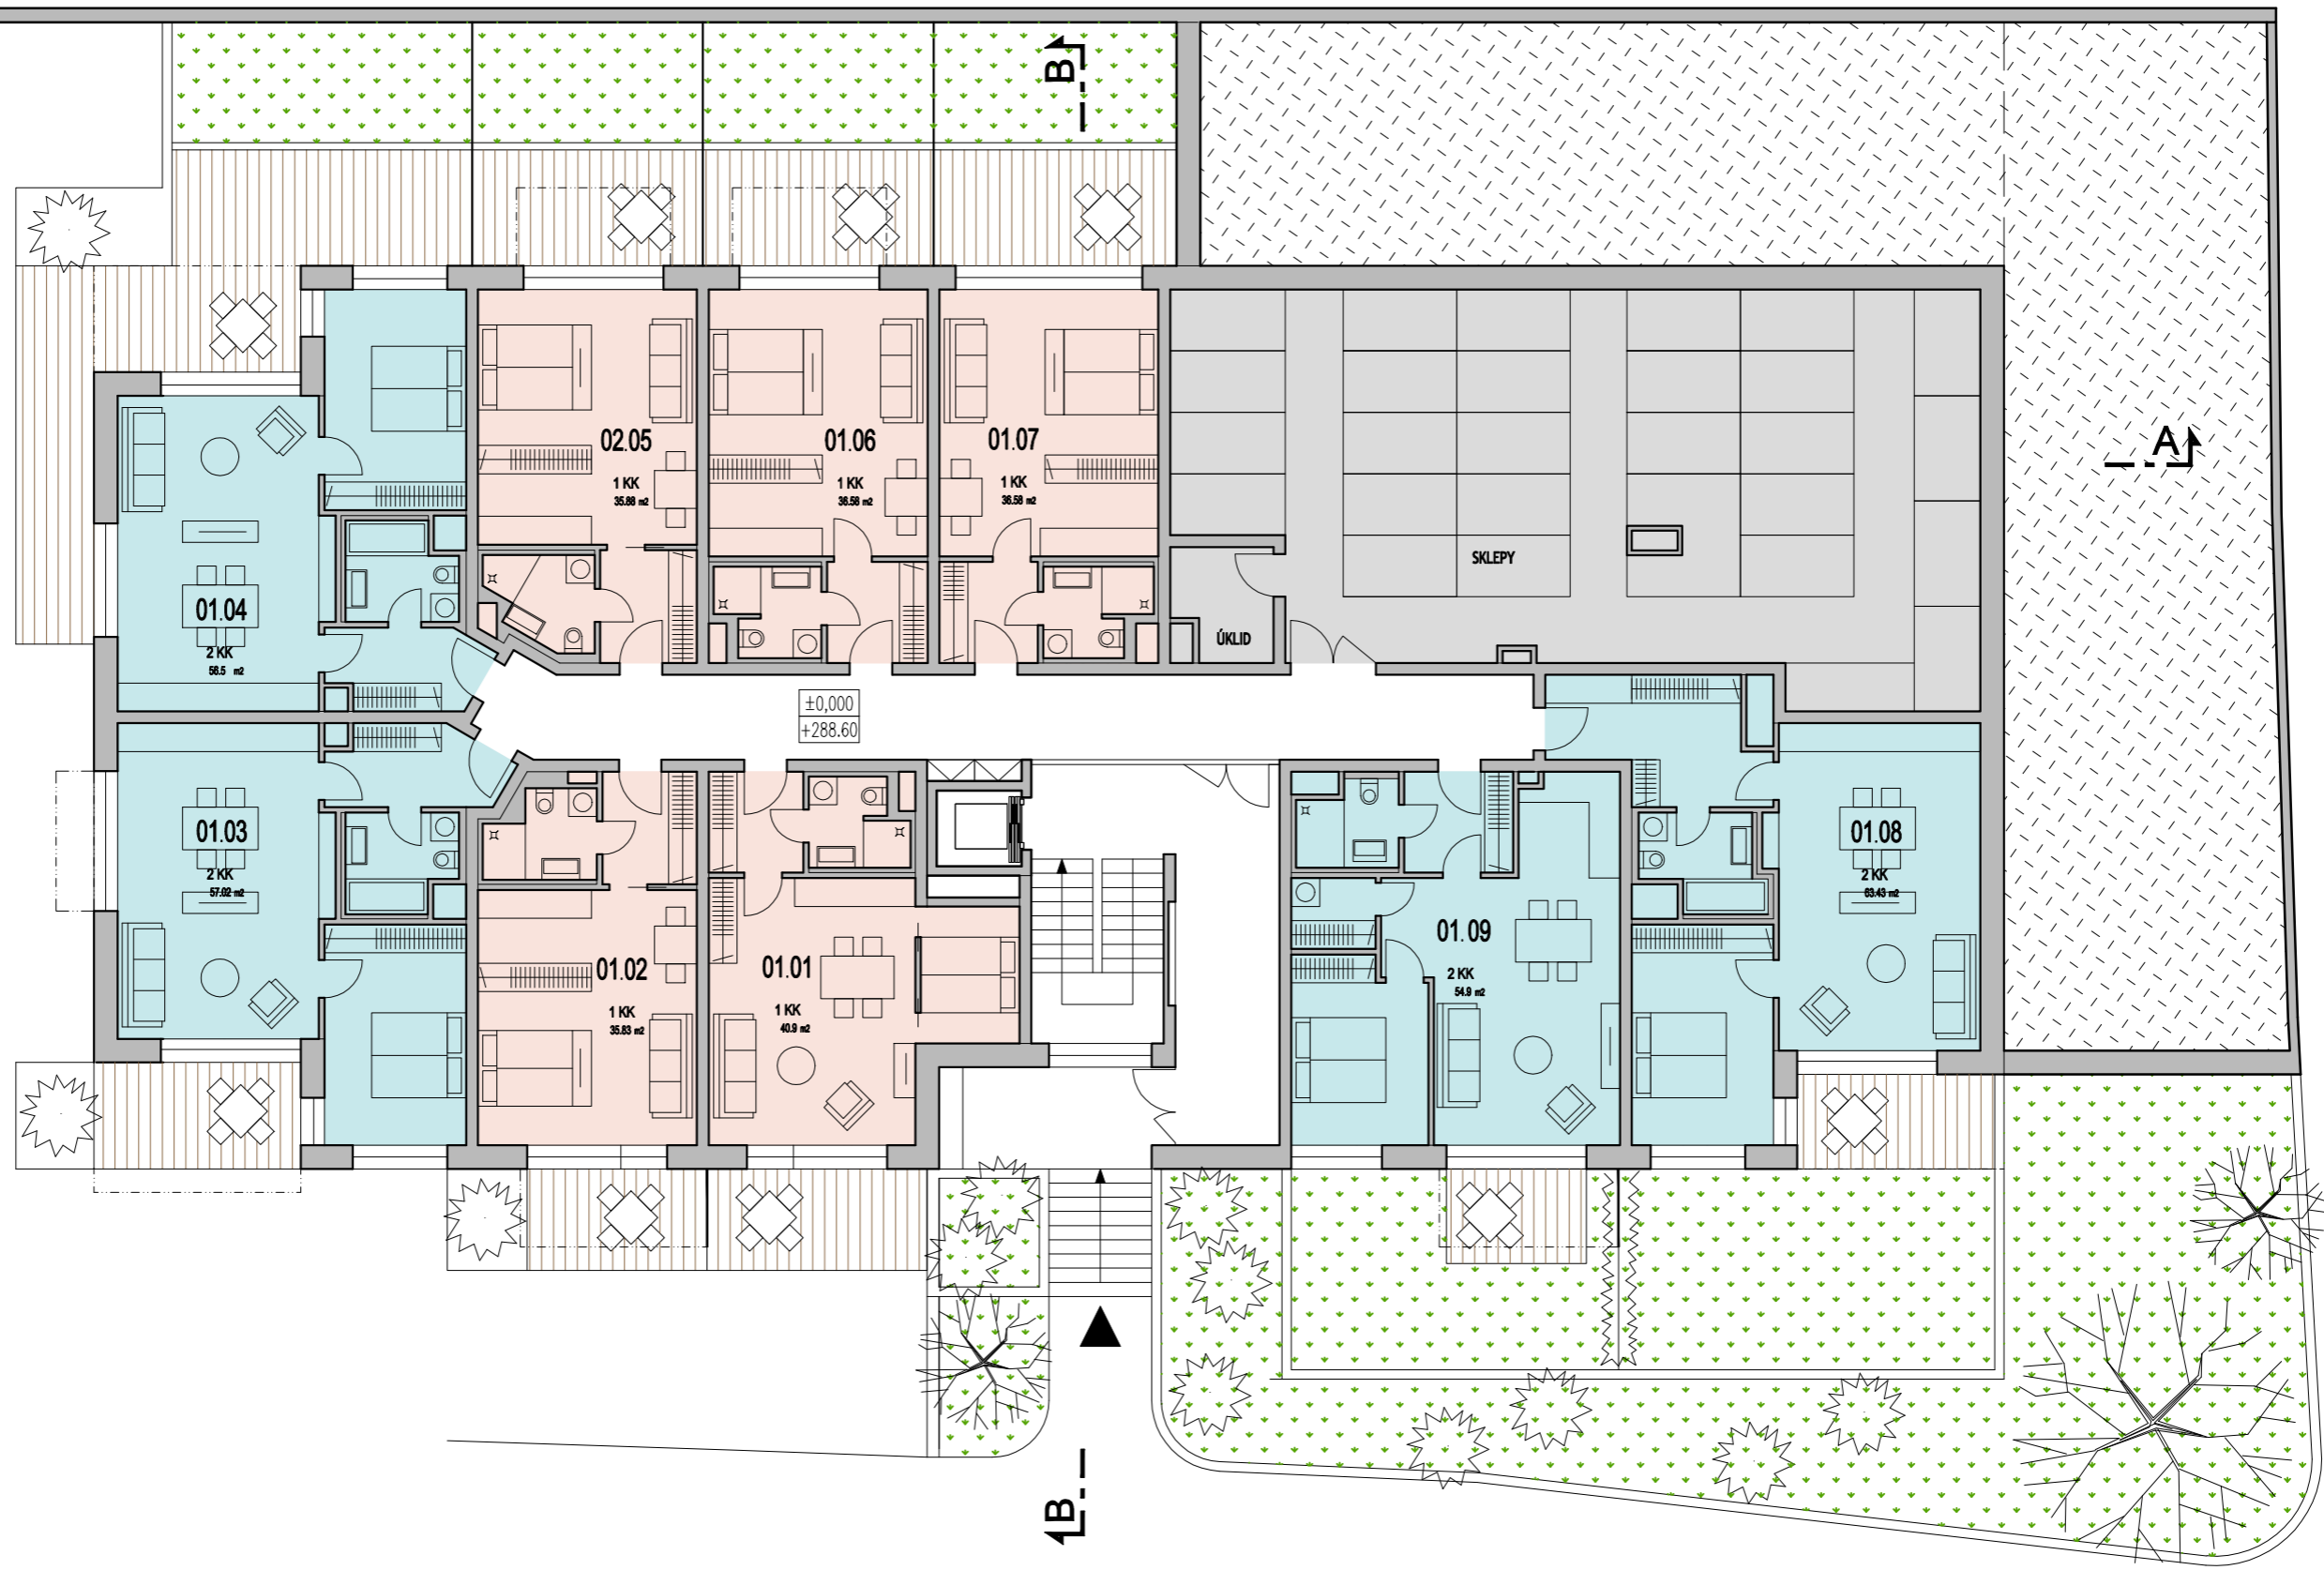 B
A
02.05
1 KK
35.88 m2
01.06
1 KK
36.58 m2
01.07
1 KK
36.58 m2
01.04
2 KK
56.5 m2
SKLEPY
ÚKLID
±0,000
+288.60
01.03
2 KK
57.02 m2
01.02
1 KK
35.83 m2
01.01
1 KK
40.9 m2
01.09
2 KK
54.9 m2
01.08
2 KK
63.43 m2
B